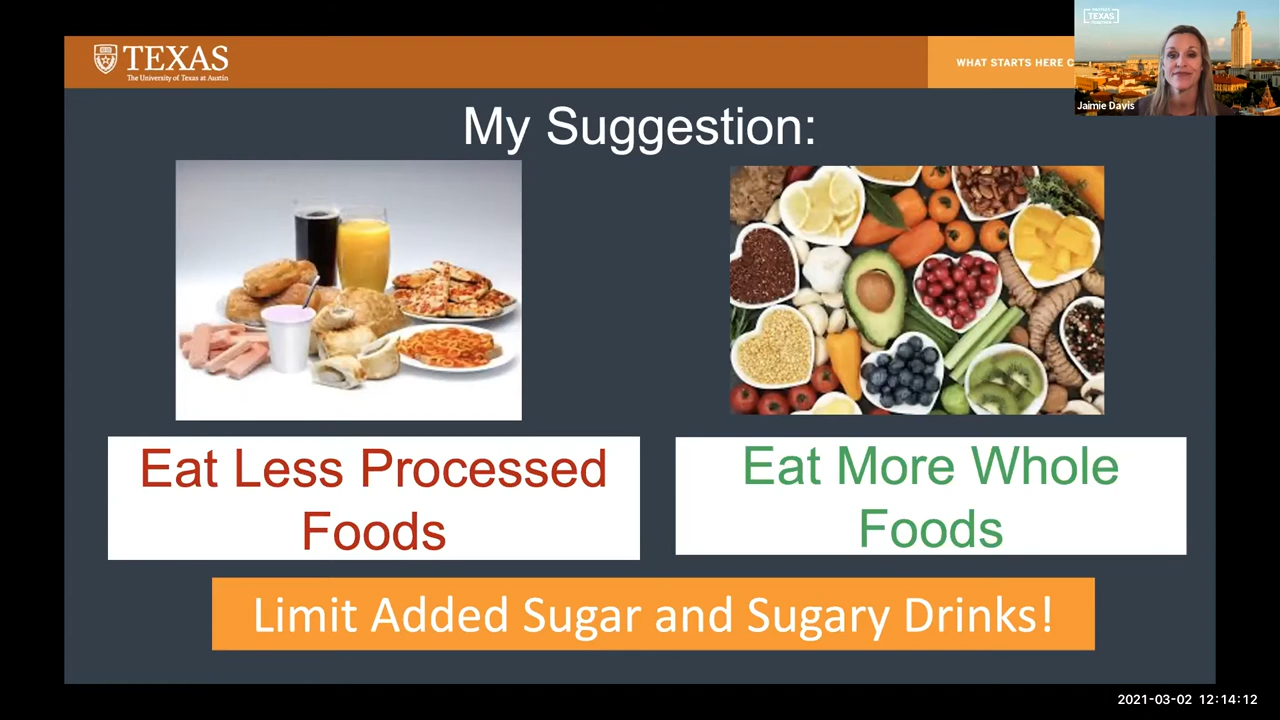 TEXAS
The University of Texas at Austin
WHAT STARTS HERE C
TEXAS
Jaimie Davis
My Suggestion:
Eat Less Processed
Foods
Eat More Whole
Foods
Limit Added Sugar and Sugary Drinks!
2021-03-02 12:14:12